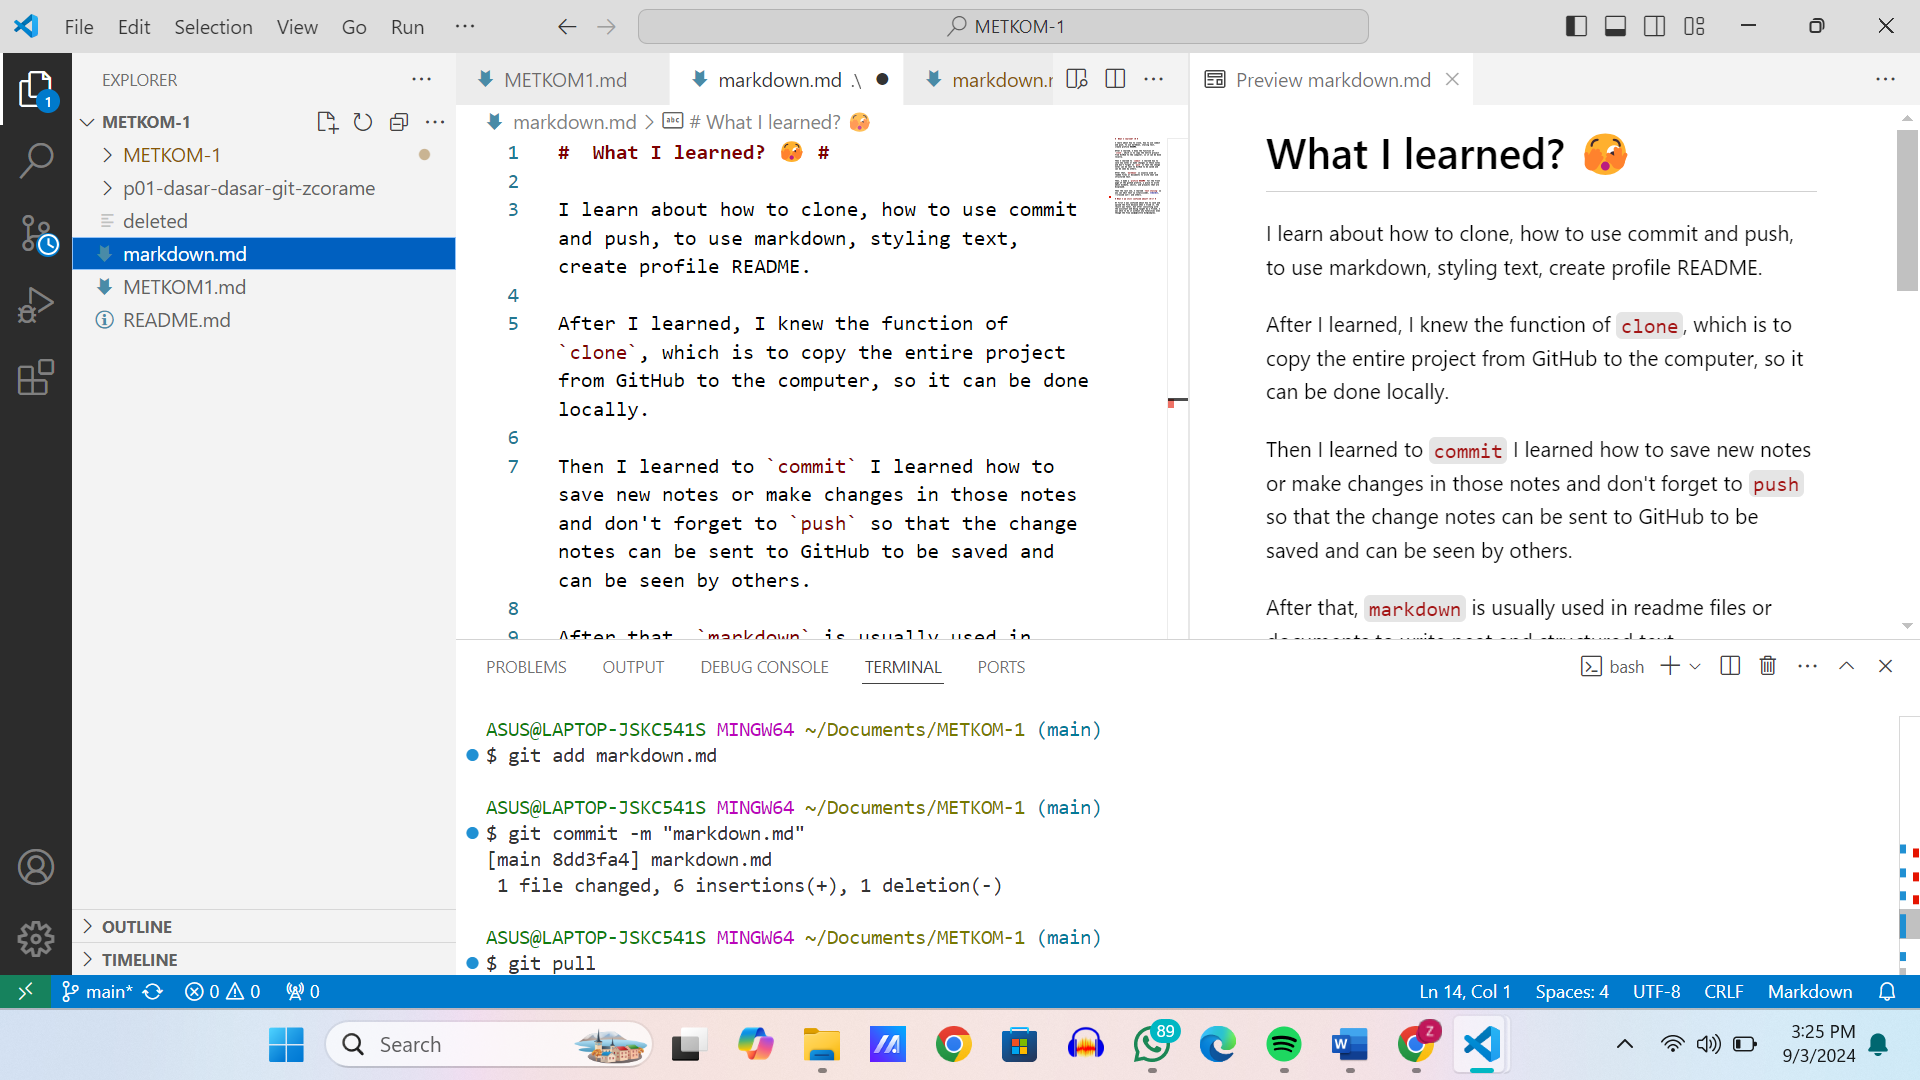 File Edit Selection View Go Run ··· METKOM-1
EXPLORER ···
METKOM-1
METKOM-1
p01-dasar-dasar-git-zcorame
deleted
markdown.md
METKOM1.md
README.md
OUTLINE
TIMELINE
1
METKOM1.md markdown.md .\ ● markdown.r ···
markdown.md > # What I learned? 🥱
1 #  What I learned? 🥱 #
2
3 I learn about how to clone, how to use commit
and push, to use markdown, styling text,
create profile README.
4
5 After I learned, I knew the function of
`clone`, which is to copy the entire project
from GitHub to the computer, so it can be done
locally.
6
7 Then I learned to `commit` I learned how to
save new notes or make changes in those notes
and don't forget to `push` so that the change
notes can be sent to GitHub to be saved and
can be seen by others.
8
9 After that, `markdown` is usually used in
Preview markdown.md ···
What I learned? 🥱
I learn about how to clone, how to use commit and push,
to use markdown, styling text, create profile README.
After I learned, I knew the function of clone, which is to
copy the entire project from GitHub to the computer, so it
can be done locally.
Then I learned to commit I learned how to save new notes
or make changes in those notes and don't forget to push
so that the change notes can be sent to GitHub to be
saved and can be seen by others.
After that, markdown is usually used in readme files or
documents to write neat and structured text.
PROBLEMS OUTPUT DEBUG CONSOLE TERMINAL PORTS bash ···
ASUS@LAPTOP-JSKC541S MINGW64 ~/Documents/METKOM-1 (main)
$ git add markdown.md
ASUS@LAPTOP-JSKC541S MINGW64 ~/Documents/METKOM-1 (main)
$ git commit -m "markdown.md"
[main 8dd3fa4] markdown.md
1 file changed, 6 insertions(+), 1 deletion(-)
ASUS@LAPTOP-JSKC541S MINGW64 ~/Documents/METKOM-1 (main)
$ git pull
main* 0 0 0 Ln 14, Col 1 Spaces: 4 UTF-8 CRLF Markdown
Search 89 W Z 3:25 PM
9/3/2024